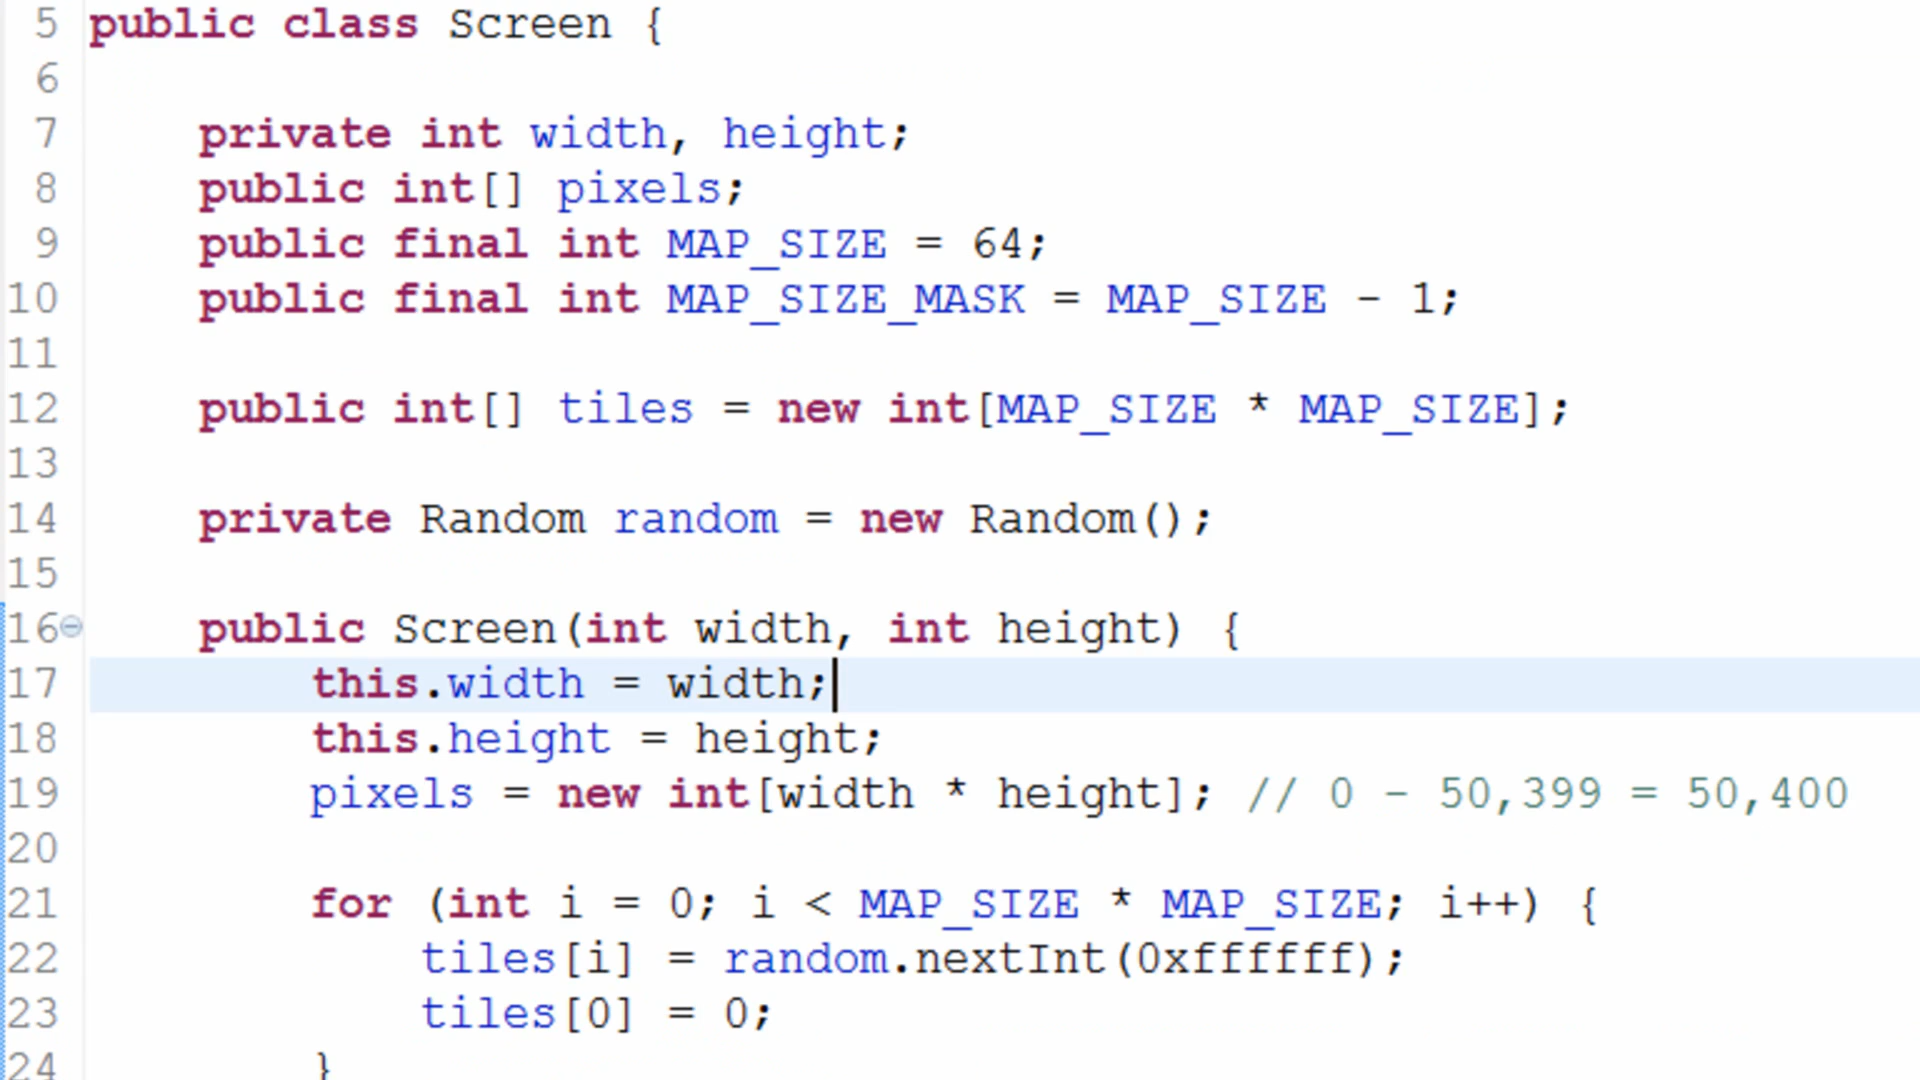 5 public class Screen {
6
7 private int width, height;
8 public int[] pixels;
9 public final int MAP_SIZE = 64;
10 public final int MAP_SIZE_MASK = MAP_SIZE - 1;
11
12 public int[] tiles = new int[MAP_SIZE * MAP_SIZE];
13
14 private Random random = new Random();
15
16 public Screen(int width, int height) {
17 this.width = width;
18 this.height = height;
19 pixels = new int[width * height]; // 0 - 50,399 = 50,400
20
21 for (int i = 0; i < MAP_SIZE * MAP_SIZE; i++) {
22 tiles[i] = random.nextInt(0xffffff);
23 tiles[0] = 0;
24 }